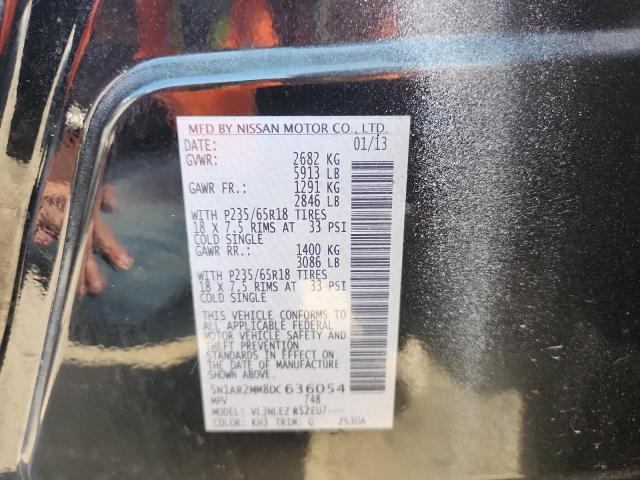 MFD BY NISSAN MOTOR CO., LTD.
DATE: 01/13
GVWR: 2682 KG
5913 LB
GAWR FR.: 1291 KG
2846 LB
WITH P235/65R18 TIRES
18 X 7.5 RIMS AT 33 PSI
COLD SINGLE
GAWR RR.: 1400 KG
3086 LB
WITH P235/65R18 TIRES
18 X 7.5 RIMS AT 33 PSI
COLD SINGLE
THIS VEHICLE CONFORMS TO
ALL APPLICABLE FEDERAL
MOTOR VEHICLE SAFETY AND
THEFT PREVENTION
STANDARDS IN EFFECT ON
THE DATE OF MANUFACTURE
SHOWN ABOVE.
5N1AR2MM8DC636054
MPV 748
MODEL: VL3NLEZ R52EU7---
COLOR: KH3 TRIM: G 2530A